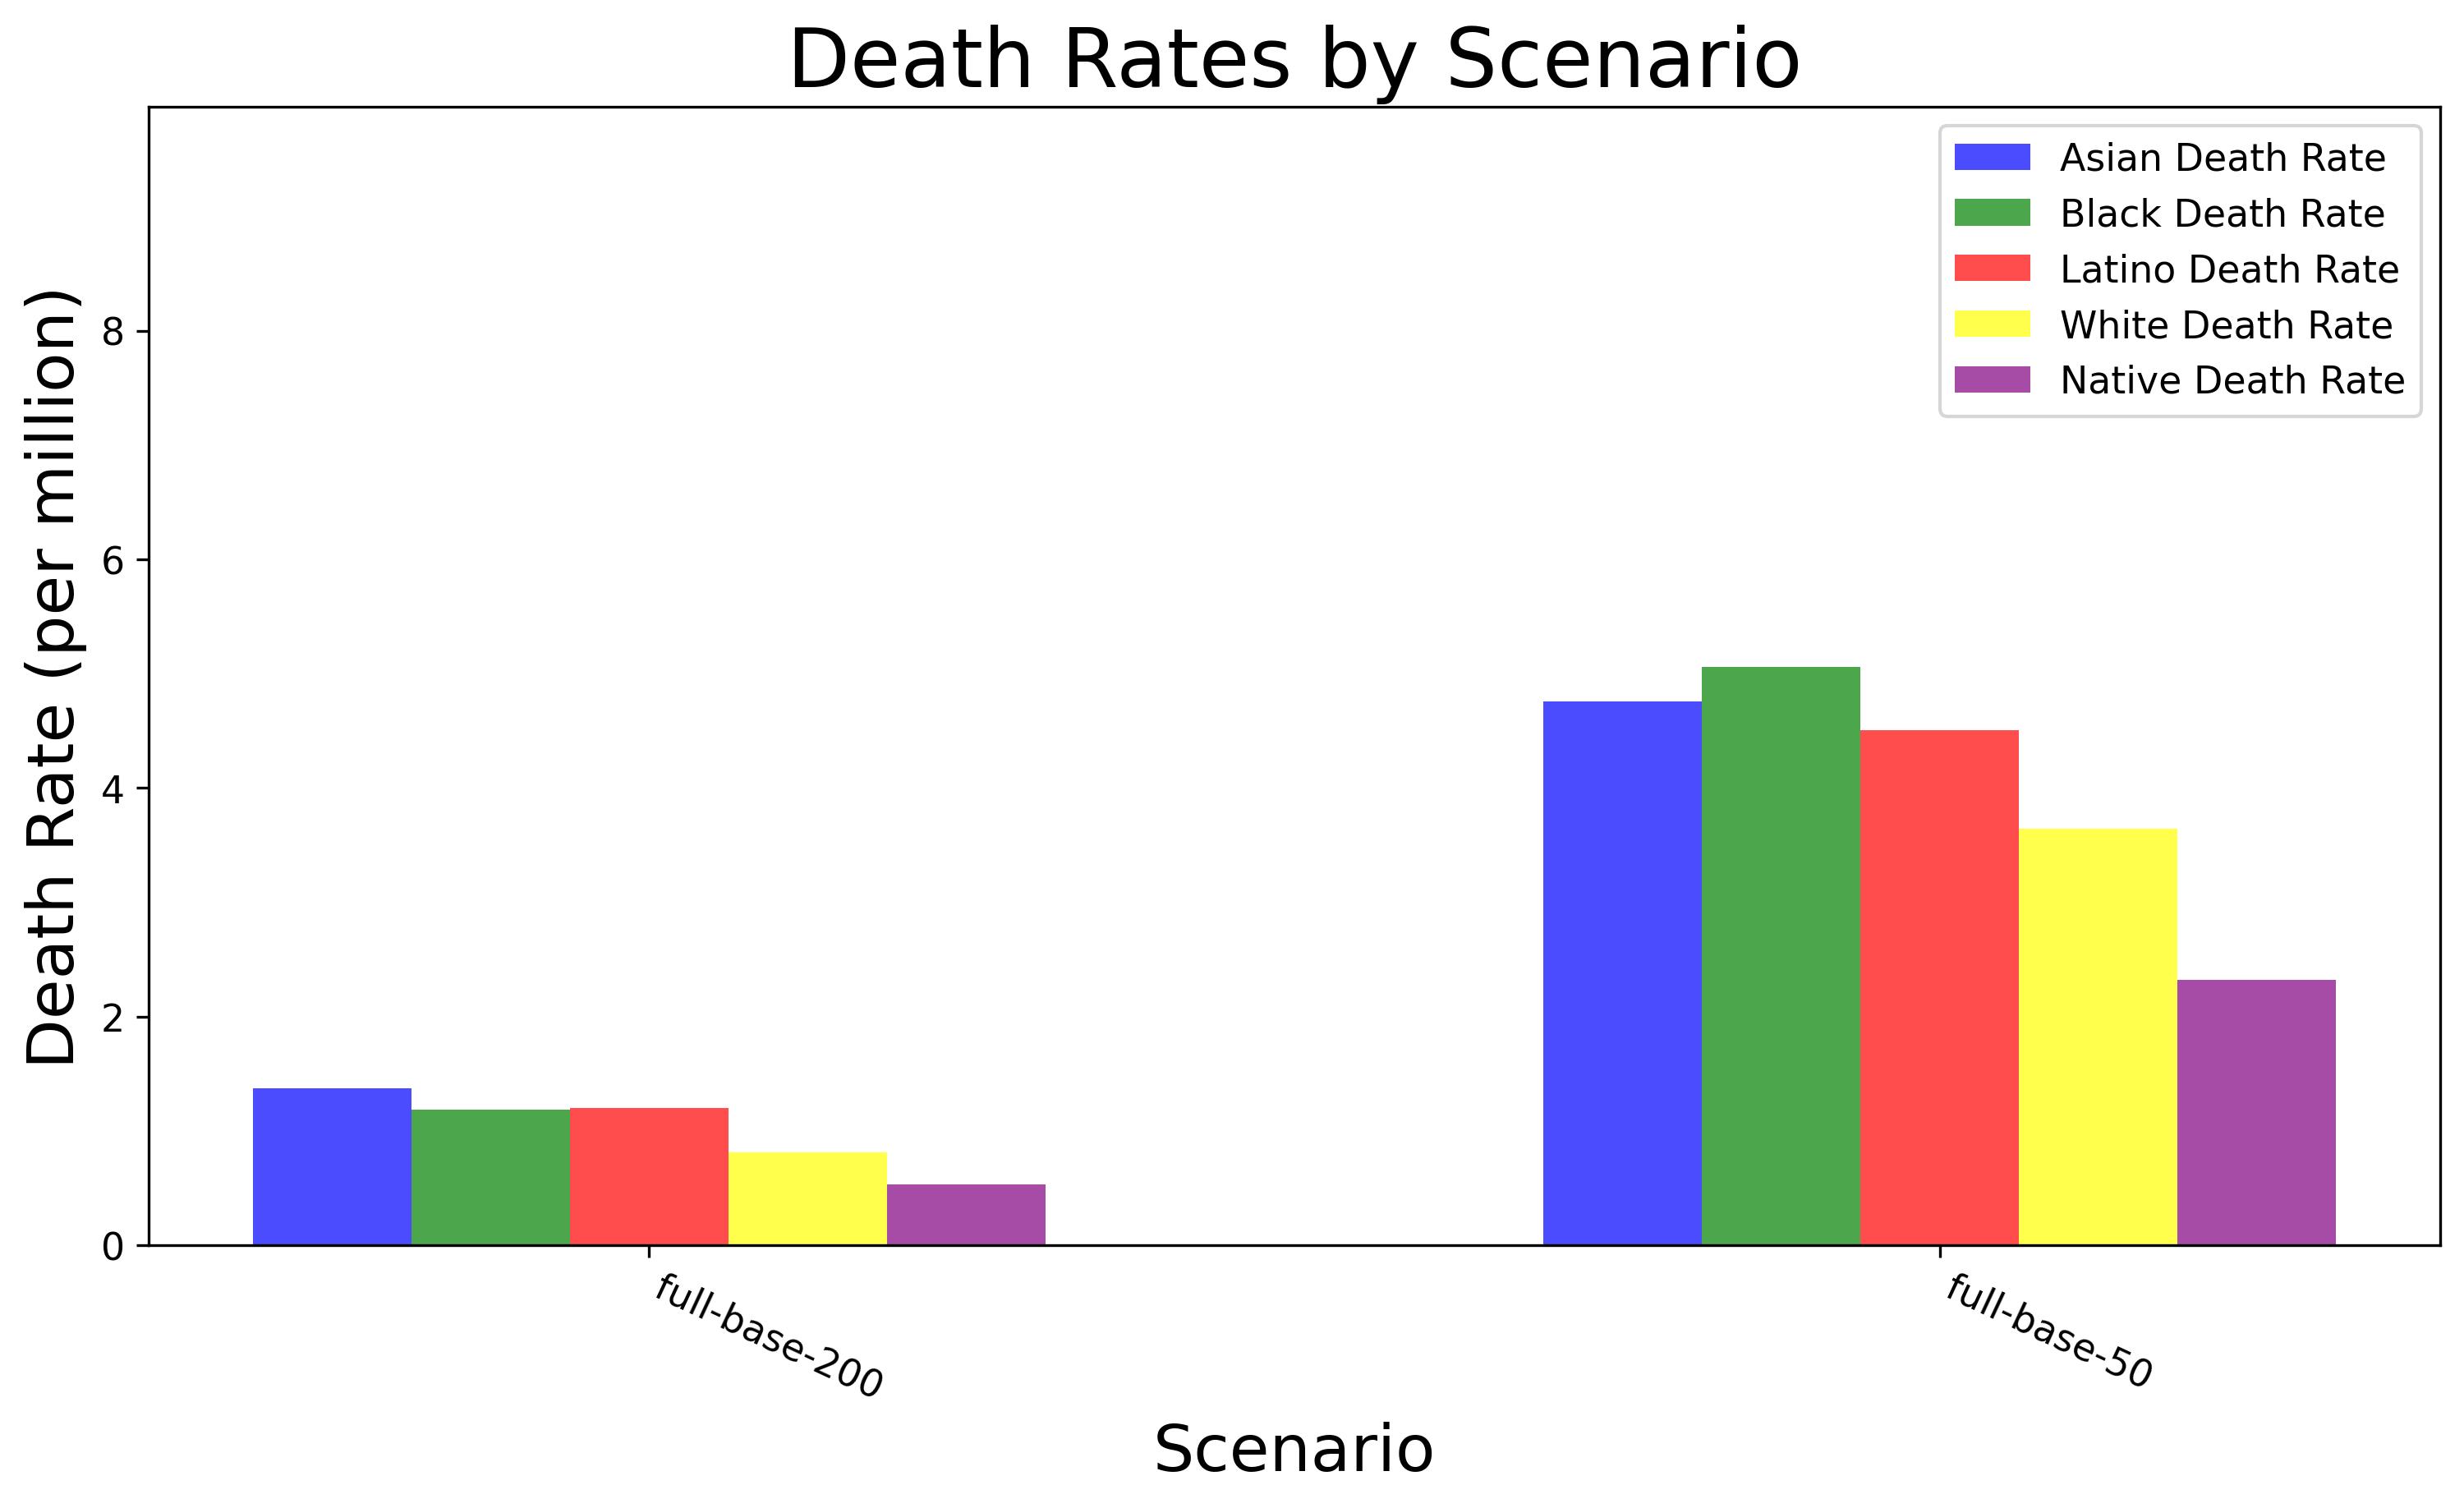 Death Rates by Scenario
Asian Death Rate
Black Death Rate
Latino Death Rate
White Death Rate
Native Death Rate
Death Rate (per million)
8
6
4
2
0
full-base-200
full-base-50
Scenario